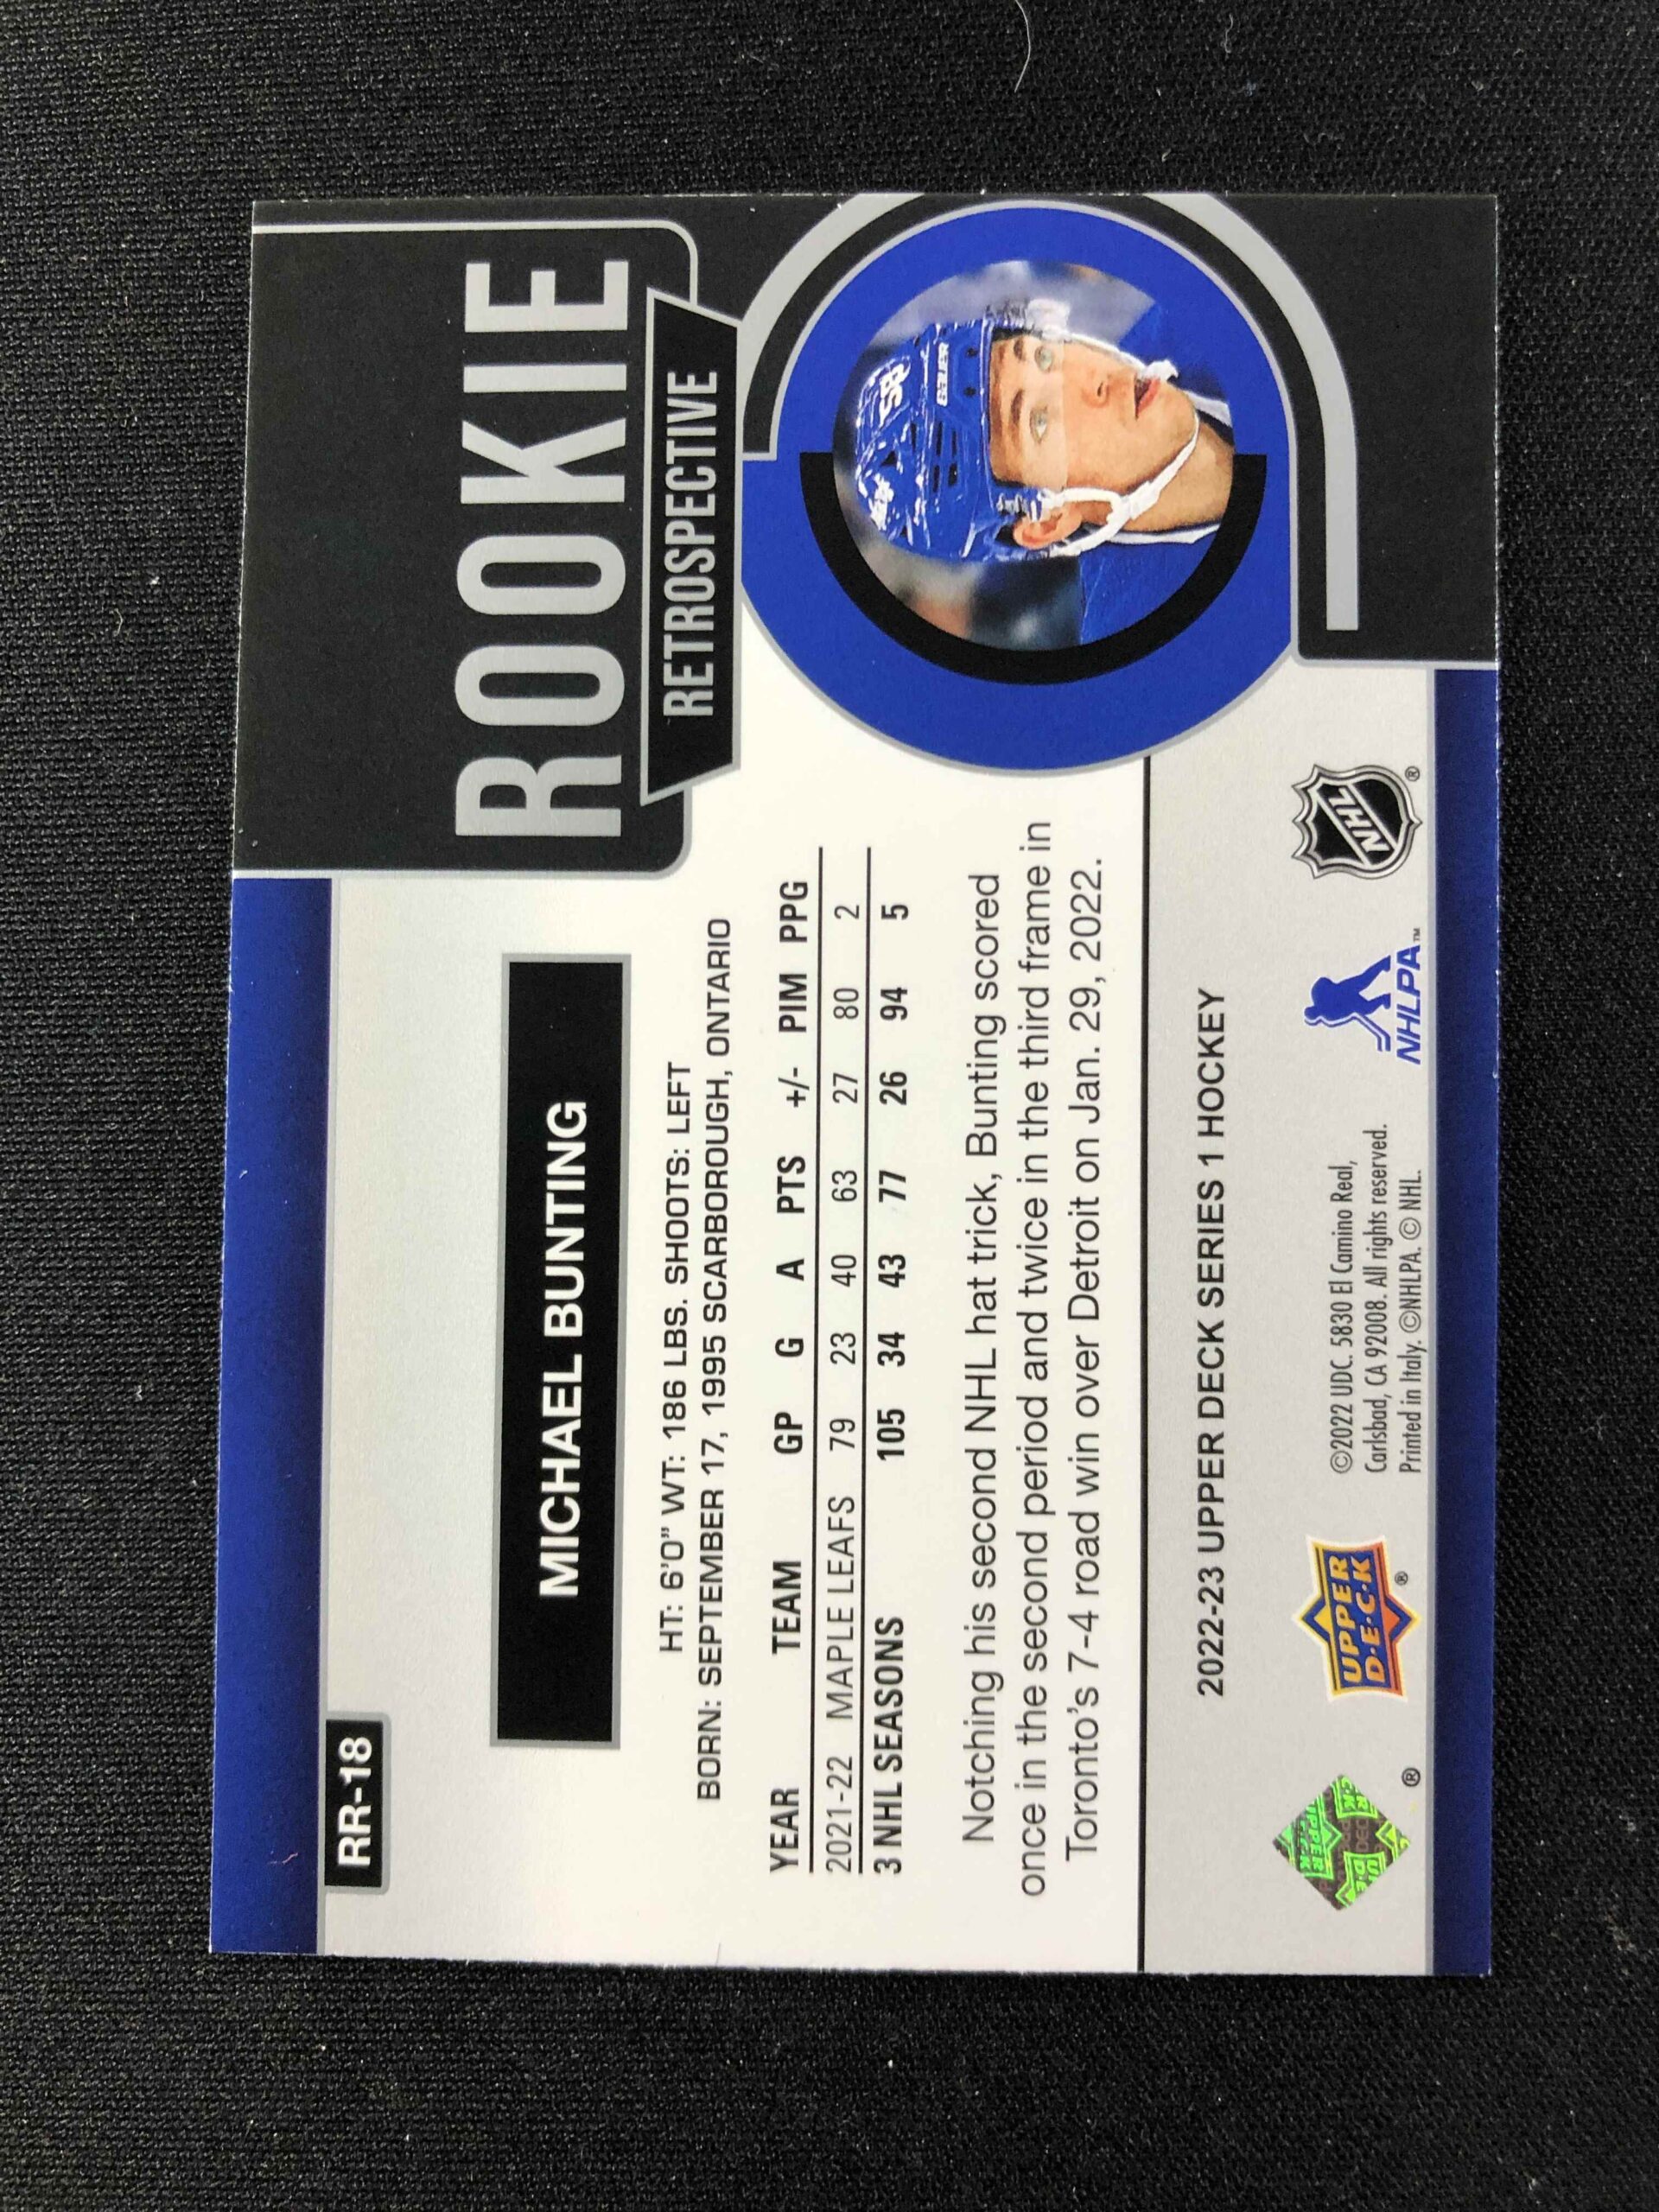 RR-18
ROOKIE
RETROSPECTIVE
MICHAEL BUNTING
HT: 6'0" WT: 186 LBS. SHOOTS: LEFT
BORN: SEPTEMBER 17, 1995 SCARBOROUGH, ONTARIO
YEAR TEAM GP G A PTS +/- PIM PPG
2021-22 MAPLE LEAFS 79 23 40 63 27 80 2
3 NHL SEASONS 105 34 43 77 26 94 5
58
BAUER
Notching his second NHL hat trick, Bunting scored
once in the second period and twice in the third frame in
Toronto's 7-4 road win over Detroit on Jan. 29, 2022.
2022-23 UPPER DECK SERIES 1 HOCKEY
®
UPPER
D·E·C·K
®
©2022 UDC. 5830 El Camino Real,
Carlsbad, CA 92008. All rights reserved.
Printed in Italy. ©NHLPA. © NHL.
NHLPA™
NHL
®